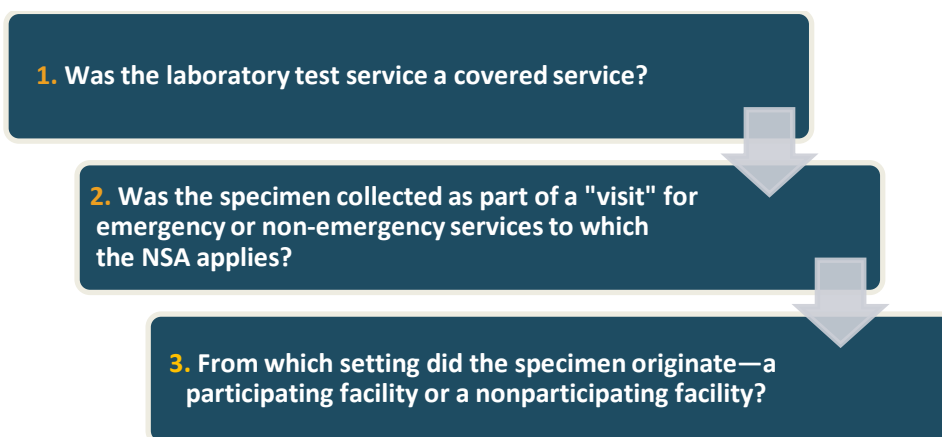 1. Was the laboratory test service a covered service?
2. Was the specimen collected as part of a "visit" for
emergency or non-emergency services to which
the NSA applies?
3. From which setting did the specimen originate—a
participating facility or a nonparticipating facility?